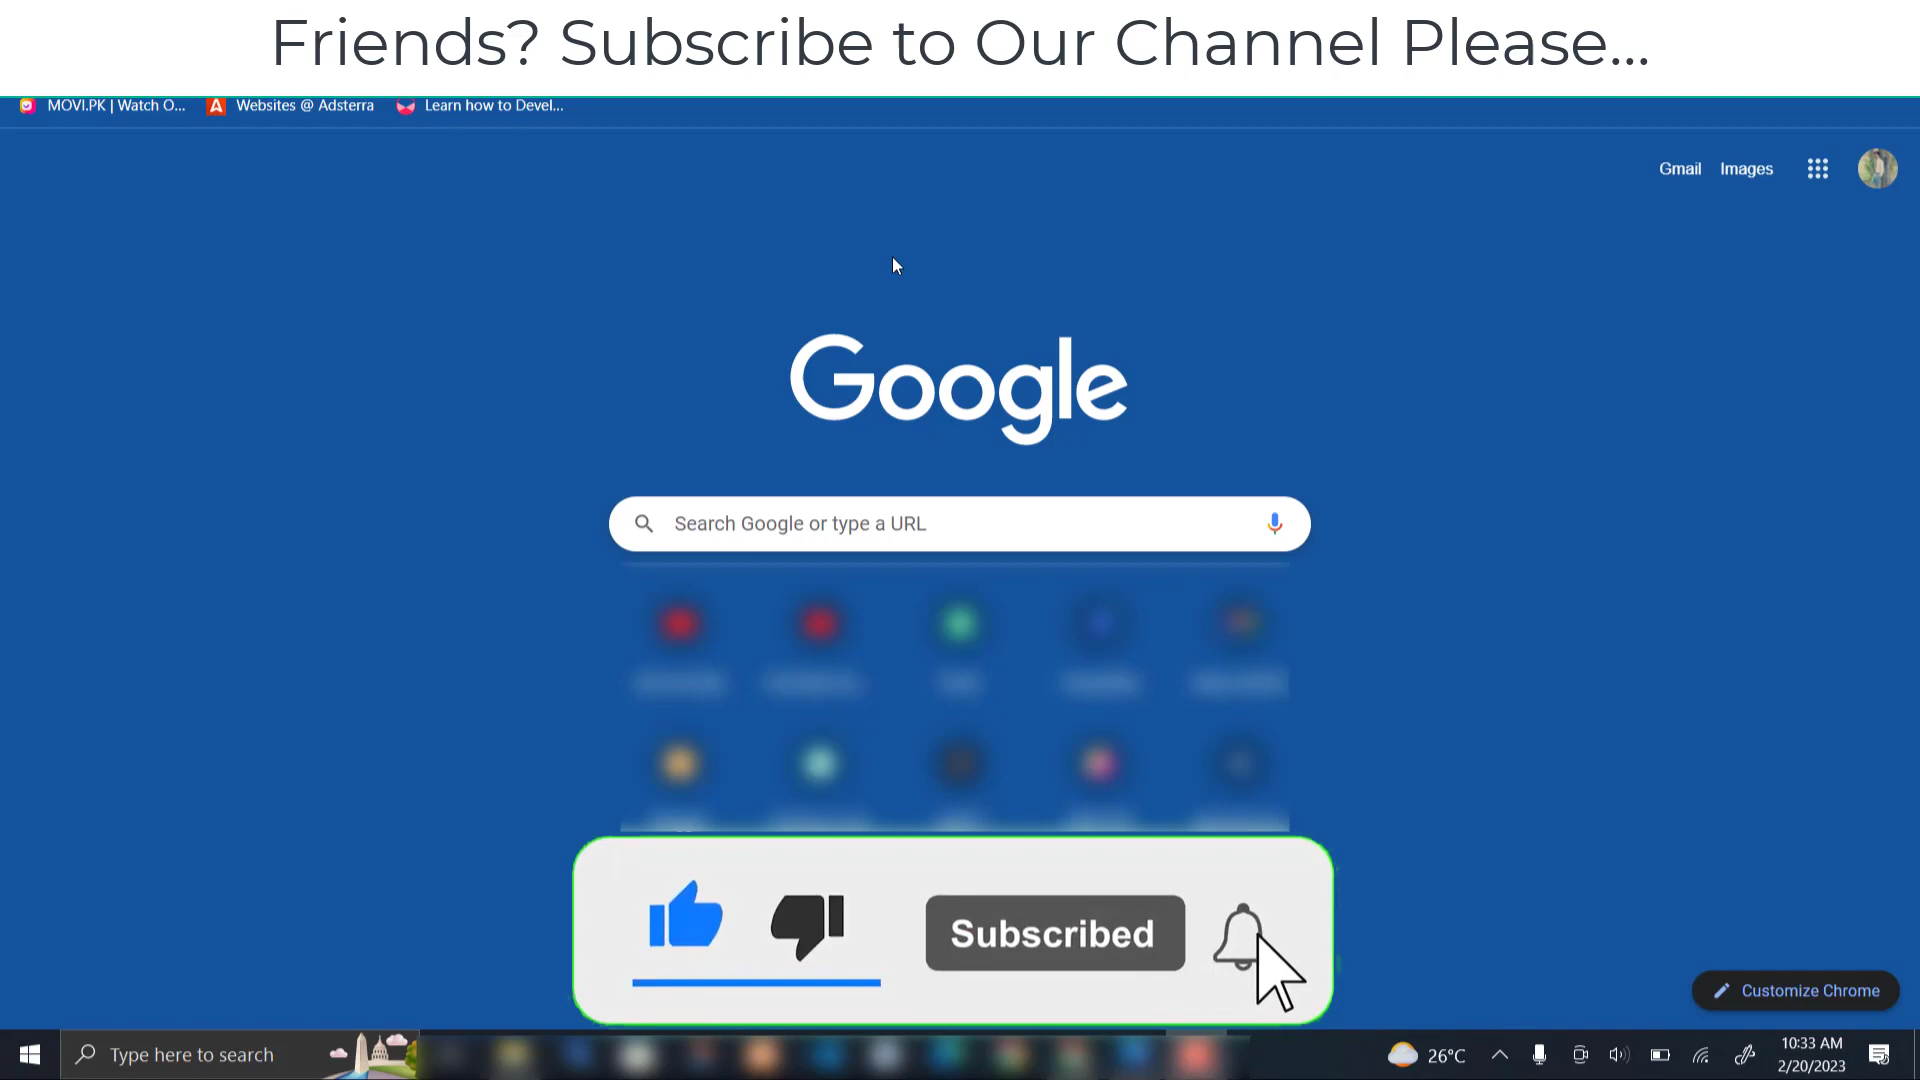 Friends? Subscribe to Our Channel Please...
MOVI.PK | Watch O... Websites @ Adsterra Learn how to Devel...
Gmail Images
Google
Search Google or type a URL
Subscribed
Customize Chrome
Type here to search
26°C
10:33 AM
2/20/2023